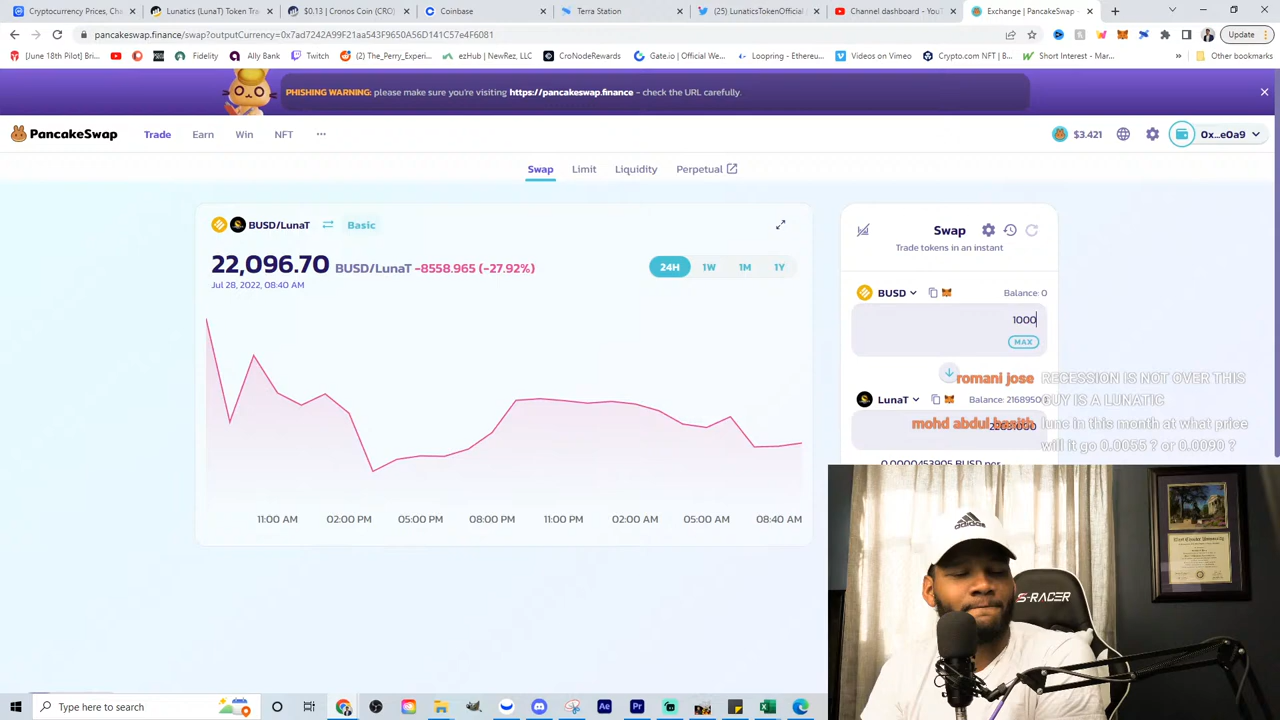 Cryptocurrency Prices, Cha
Lunatics (LunaT) Token Tra
$0.13 | Cronos Coin (CRO)
Coinbase
Terra Station
(25) LunaticsTokenOfficial
Channel dashboard - YouT
Exchange | PancakeSwap -
pancakeswap.finance/swap?outputCurrency=0x7ad7242A99F21aa543F9650A56D141C57e4F6081
Update
[June 18th Pilot] Bri...
Fidelity
Ally Bank
Twitch
(2) The_Perry_Experi...
ezHub | NewRez, LLC
CroNodeRewards
Gate.io | Official We...
Loopring - Ethereu...
Videos on Vimeo
Crypto.com NFT | B...
Short Interest - Mar...
Other bookmarks
PHISHING WARNING: please make sure you're visiting https://pancakeswap.finance - check the URL carefully.
PancakeSwap
Trade
Earn
Win
NFT
$3.421
0x...e0a9
Swap
Limit
Liquidity
Perpetual
BUSD/LunaT
Basic
22,096.70 BUSD/LunaT -8558.965 (-27.92%)
Jul 28, 2022, 08:40 AM
24H
1W
1M
1Y
11:00 AM
02:00 PM
05:00 PM
08:00 PM
11:00 PM
02:00 AM
05:00 AM
08:40 AM
Swap
Trade tokens in an instant
BUSD
Balance: 0
1000
MAX
romani jose RECESSION IS NOT OVER THIS
GUY IS A LUNATIC
LunaT
mohd abdul hasith lunc in this month at what price
will it go 0.0055 ? or 0.0090 ?
0.0000453905 BUSD per
S-RACER
Type here to search